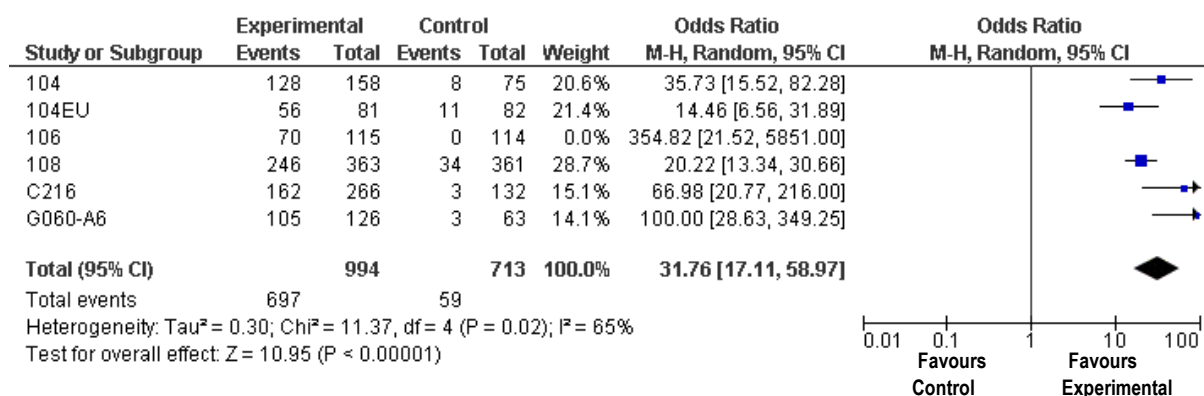 Experimental Control Odds Ratio Odds Ratio
Study or Subgroup Events Total Events Total Weight M-H, Random, 95% CI M-H, Random, 95% CI
104 128 158 8 75 20.6% 35.73 [15.52, 82.28]
104EU 56 81 11 82 21.4% 14.46 [6.56, 31.89]
106 70 115 0 114 0.0% 354.82 [21.52, 5851.00]
108 246 363 34 361 28.7% 20.22 [13.34, 30.66]
C216 162 266 3 132 15.1% 66.98 [20.77, 216.00]
G060-A6 105 126 3 63 14.1% 100.00 [28.63, 349.25]
Total (95% CI) 994 713 100.0% 31.76 [17.11, 58.97]
Total events 697 59
Heterogeneity: Tau² = 0.30; Chi² = 11.37, df = 4 (P = 0.02); I² = 65%
Test for overall effect: Z = 10.95 (P < 0.00001)
0.01 0.1 1 10 100
Favours Favours
Control Experimental